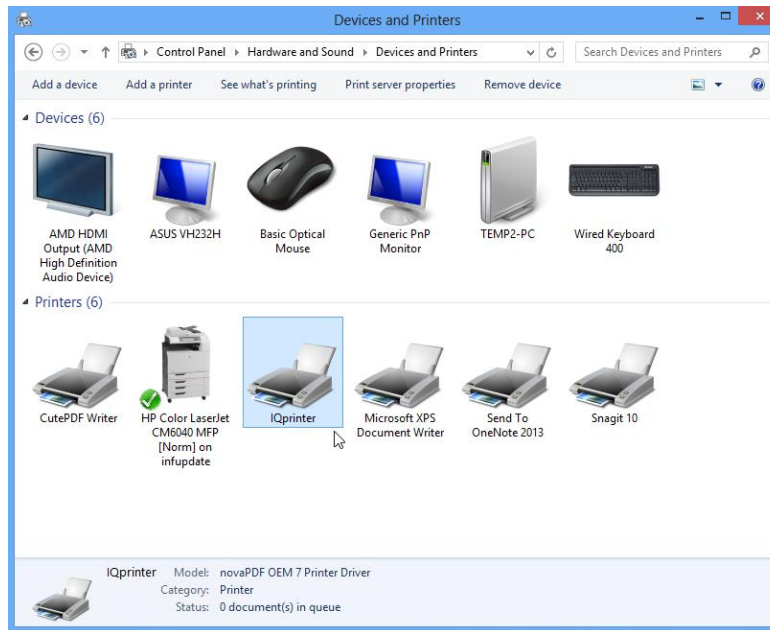 Devices and Printers
Control Panel Hardware and Sound Devices and Printers Search Devices and Printers
Add a device Add a printer See what's printing Print server properties Remove device
Devices (6)
AMD HDMI
Output (AMD
High Definition
Audio Device)
ASUS VH232H
Basic Optical
Mouse
Generic PnP
Monitor
TEMP2-PC
Wired Keyboard
400
Printers (6)
CutePDF Writer
HP Color LaserJet
CM6040 MFP
[Norm] on
infupdate
IQprinter
Microsoft XPS
Document Writer
Send To
OneNote 2013
Snagit 10
IQprinter Model: novaPDF OEM 7 Printer Driver
Category: Printer
Status: 0 document(s) in queue